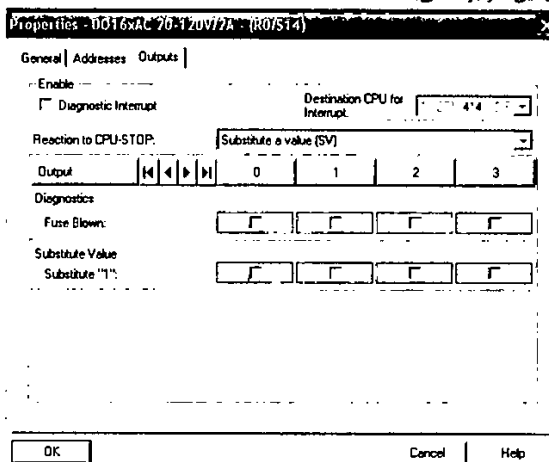 Properties - DO16xAC 20-120V/2A - (R0/S14)
General Addresses Outputs
Enable
Diagnostic Interrupt
Destination CPU for
Interrupt:
414
Reaction to CPU-STOP:
Substitute a value (SV)
Output 0 1 2 3
Diagnostics
Fuse Blown:
Substitute Value
Substitute "1":
OK Cancel Help